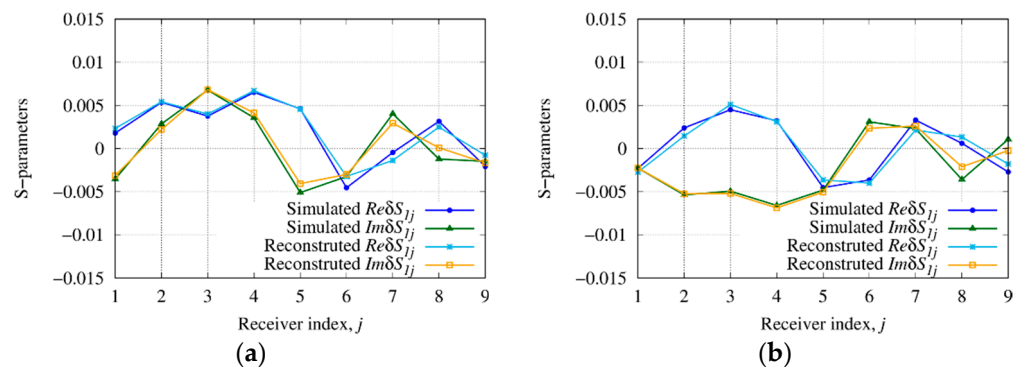 0.015
0.01
0.005
0
−0.005
−0.01
−0.015
S−parameters
Simulated ReδS1j
Simulated ImδS1j
Reconstruted ReδS1j
Reconstruted ImδS1j
1 2 3 4 5 6 7 8 9
Receiver index, j
(a)
0.015
0.01
0.005
0
−0.005
−0.01
−0.015
S−parameters
Simulated ReδS1j
Simulated ImδS1j
Reconstruted ReδS1j
Reconstruted ImδS1j
1 2 3 4 5 6 7 8 9
Receiver index, j
(b)